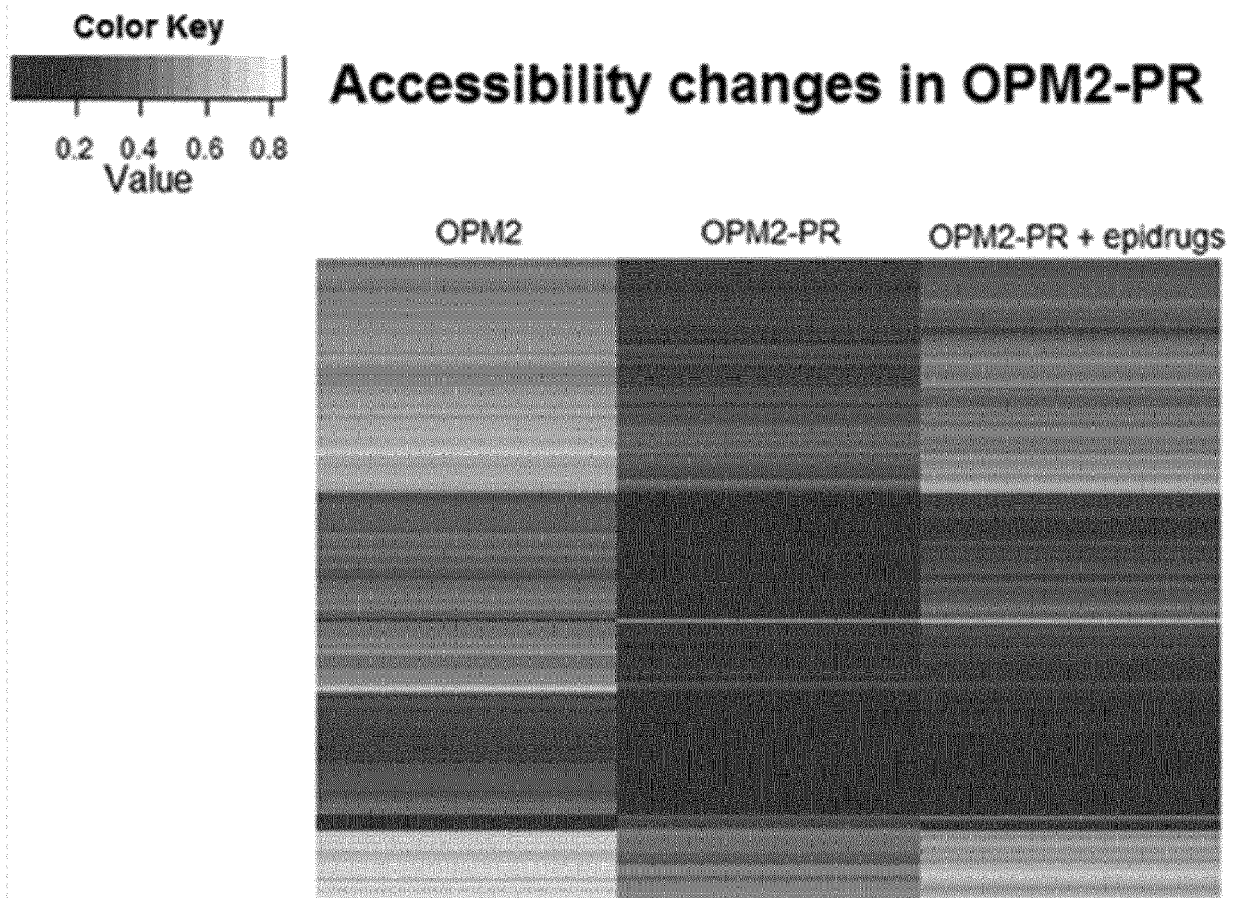 Color Key
0.2 0.4 0.6 0.8
Value
Accessibility changes in OPM2-PR
OPM2 OPM2-PR OPM2-PR + epidrugs